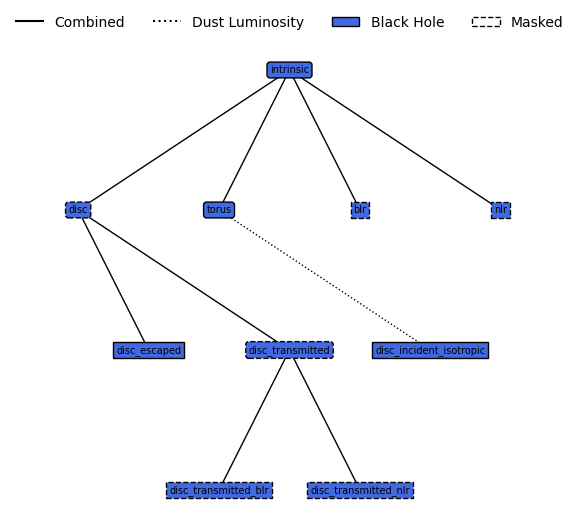 Combined Dust Luminosity Black Hole Masked
intrinsic
disc torus blr nlr
disc_escaped disc_transmitted disc_incident_isotropic
disc_transmitted_blr disc_transmitted_nlr